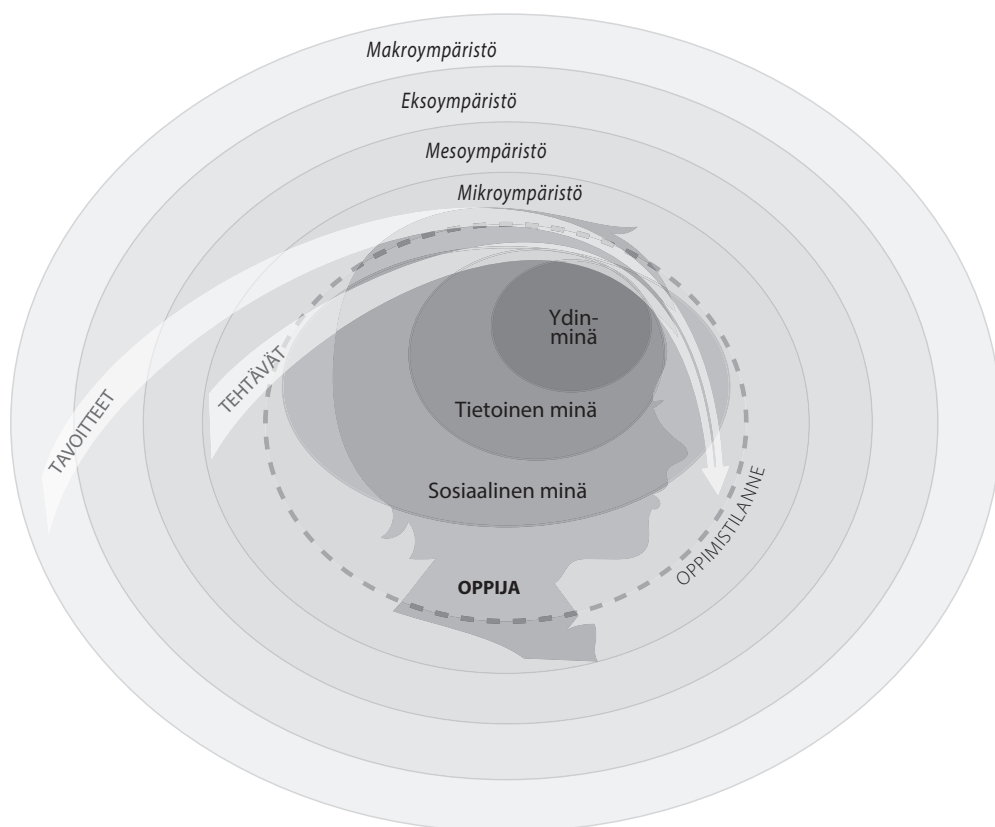 Makroympäristö
Eksoympäristö
Mesoympäristö
Mikroympäristö
Ydin-
minä
TEHTÄVÄT
TAVOITTEET
Tietoinen minä
Sosiaalinen minä
OPPIMISTILANNE
OPPIJA